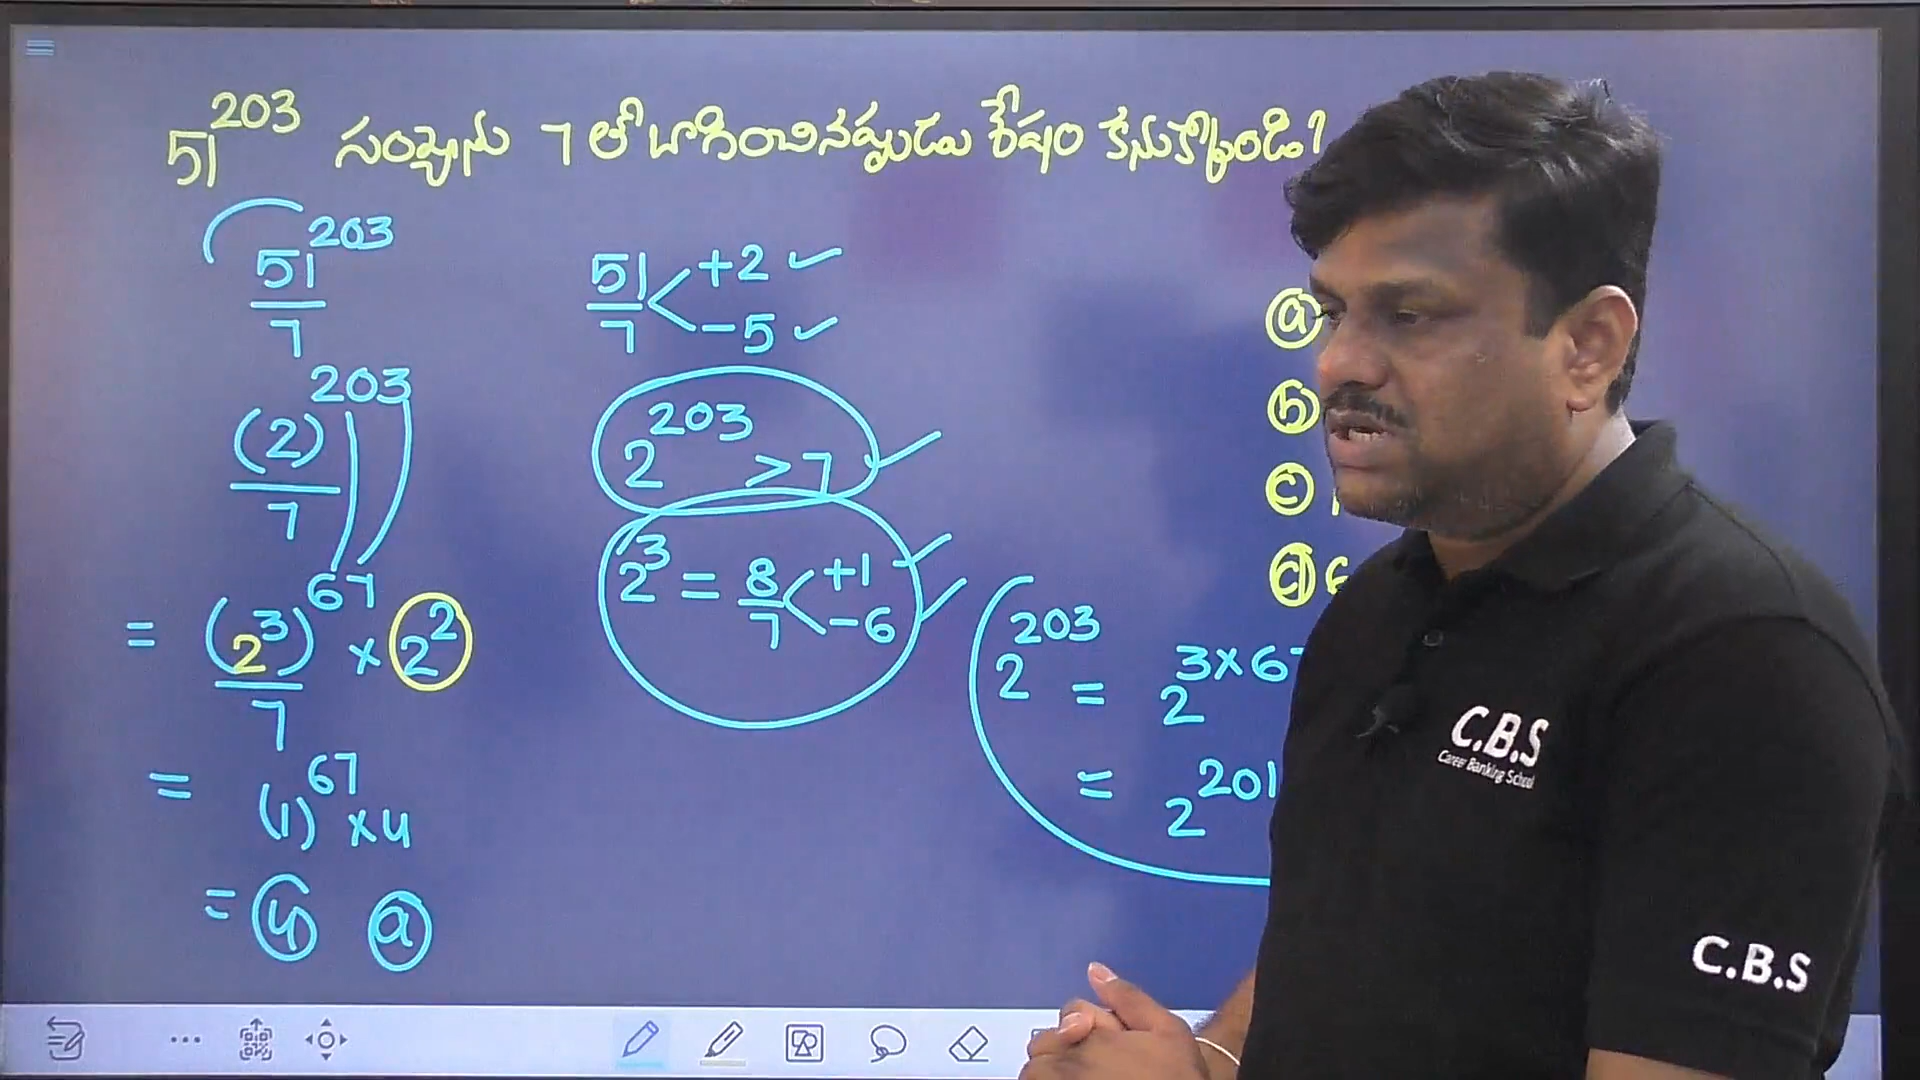 51^203 సంఖ్యను 7 తో బాగించినప్పుడు శేషం కనుక్కోండి?
51^203 / 7
51/7 < +2 ✓
-5 ✓
(2)^203 / 7
2^203 > 7 ✓
2^3 = 8/7 < +1 ✓
-6 ✓
= (2^3)^67 / 7 × 2^2
= (1)^67 × 4
= 4 a
a
b
c
d 6
2^203 = 2^3×6
= 2^201
C.B.S
Career Banking School
C.B.S